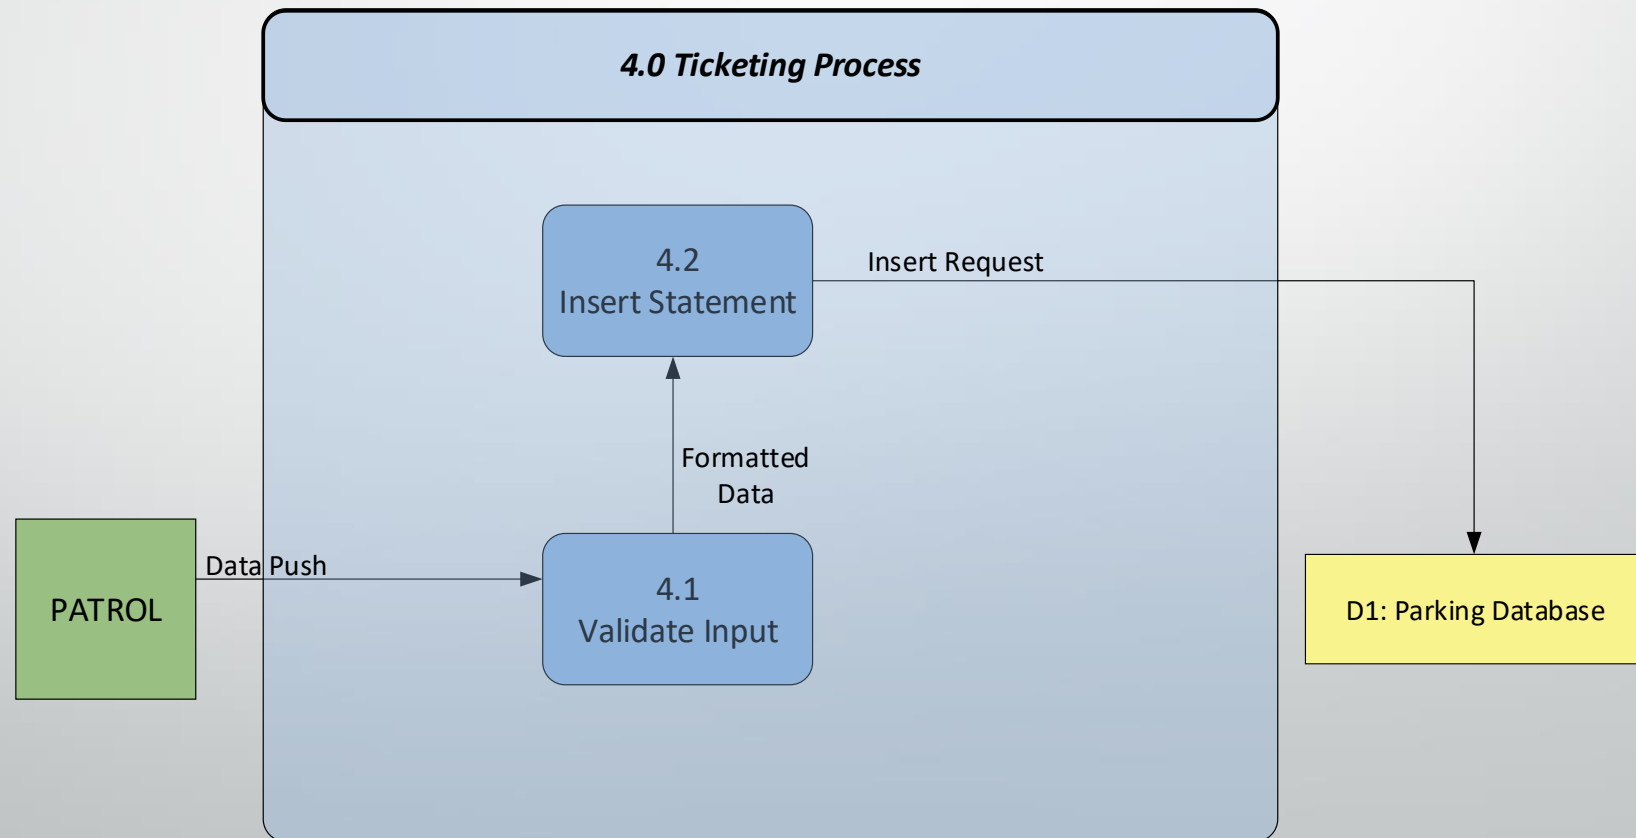 4.0 Ticketing Process
4.2
Insert Statement
Insert Request
Formatted
Data
Data Push
PATROL
4.1
Validate Input
D1: Parking Database